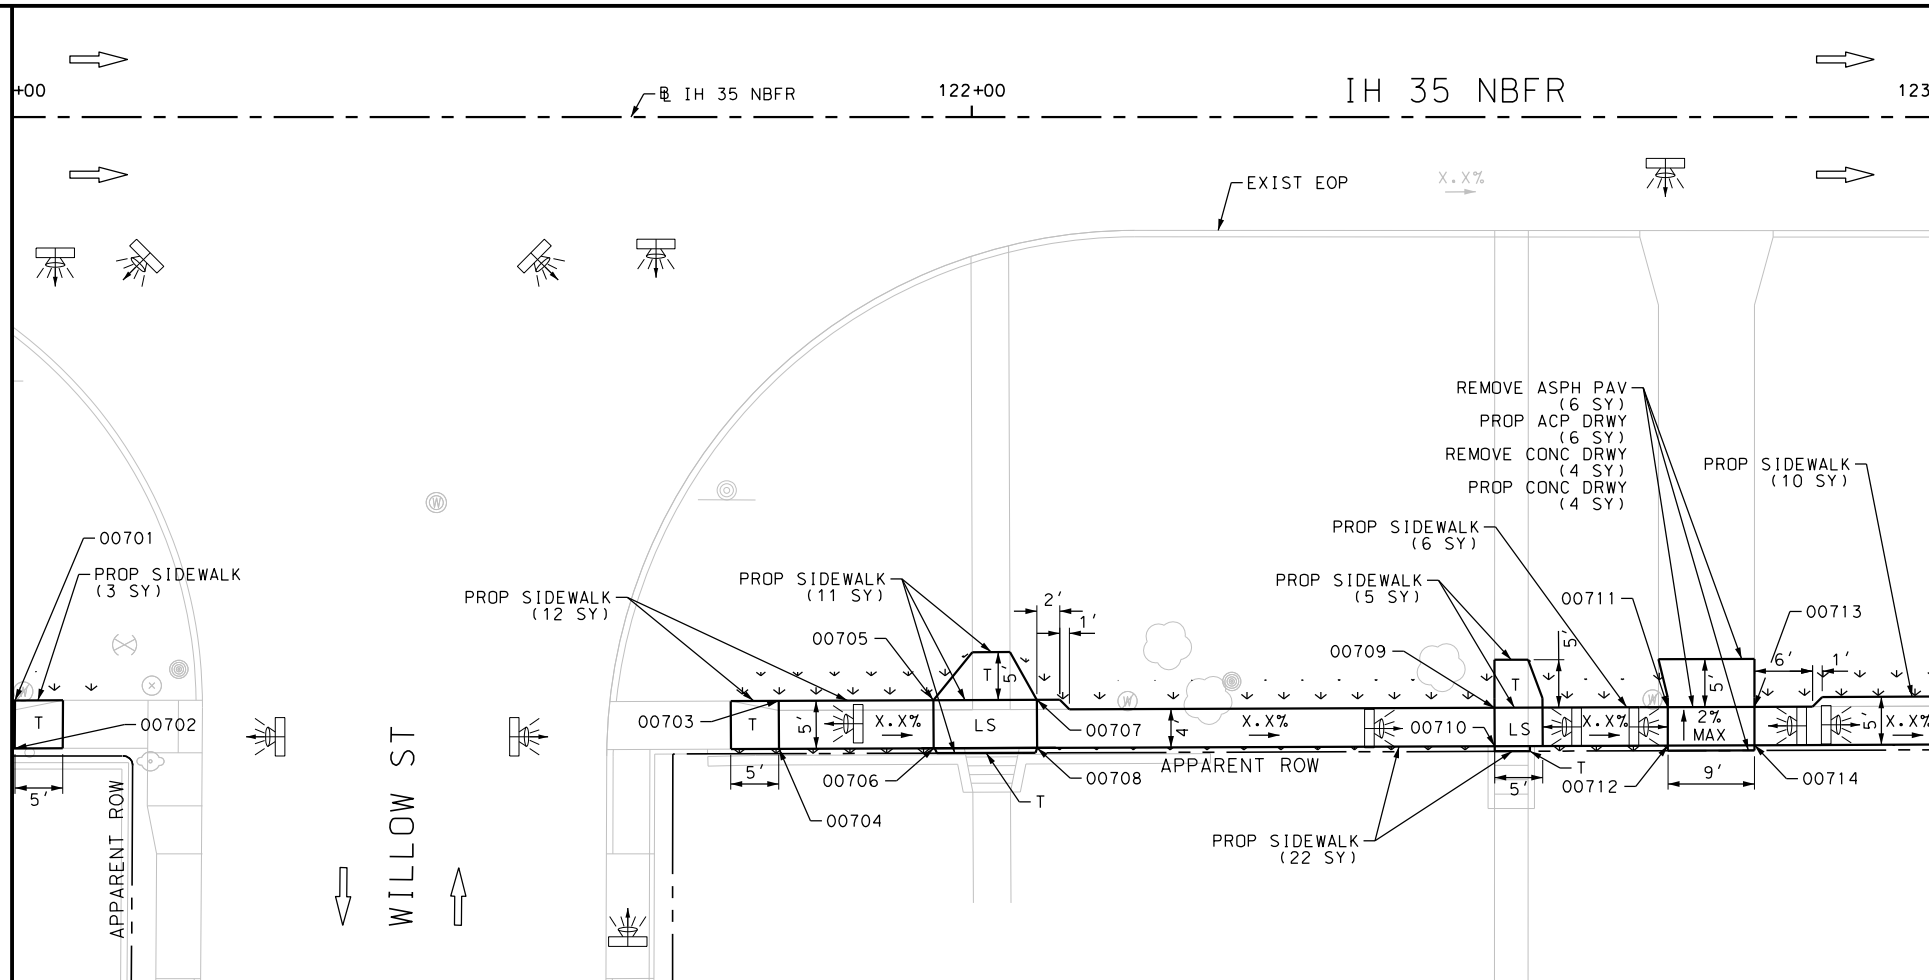 +00
℄ IH 35 NBFR
122+00
IH 35 NBFR
123
EXIST EOP
X.X%
REMOVE ASPH PAV
(6 SY)
PROP ACP DRWY
(6 SY)
REMOVE CONC DRWY
(4 SY)
PROP CONC DRWY
(4 SY)
PROP SIDEWALK
(10 SY)
W
PROP SIDEWALK
(6 SY)
00701
PROP SIDEWALK
(3 SY)
PROP SIDEWALK
(12 SY)
PROP SIDEWALK
(11 SY)
2'
1'
PROP SIDEWALK
(5 SY)
00711
00713
00705
00709
5'
6'
1'
T
5'
T
5'
W
W
W
T
00702
00703
T
5'
X.X%
LS
00707
4'
X.X%
00710
LS
X.X%
2%
MAX
5'
X.X%
5'
5'
00706
00708
APPARENT ROW
T
5'
00712
9'
00714
T
00704
PROP SIDEWALK
(22 SY)
APPARENT ROW
WILLOW ST